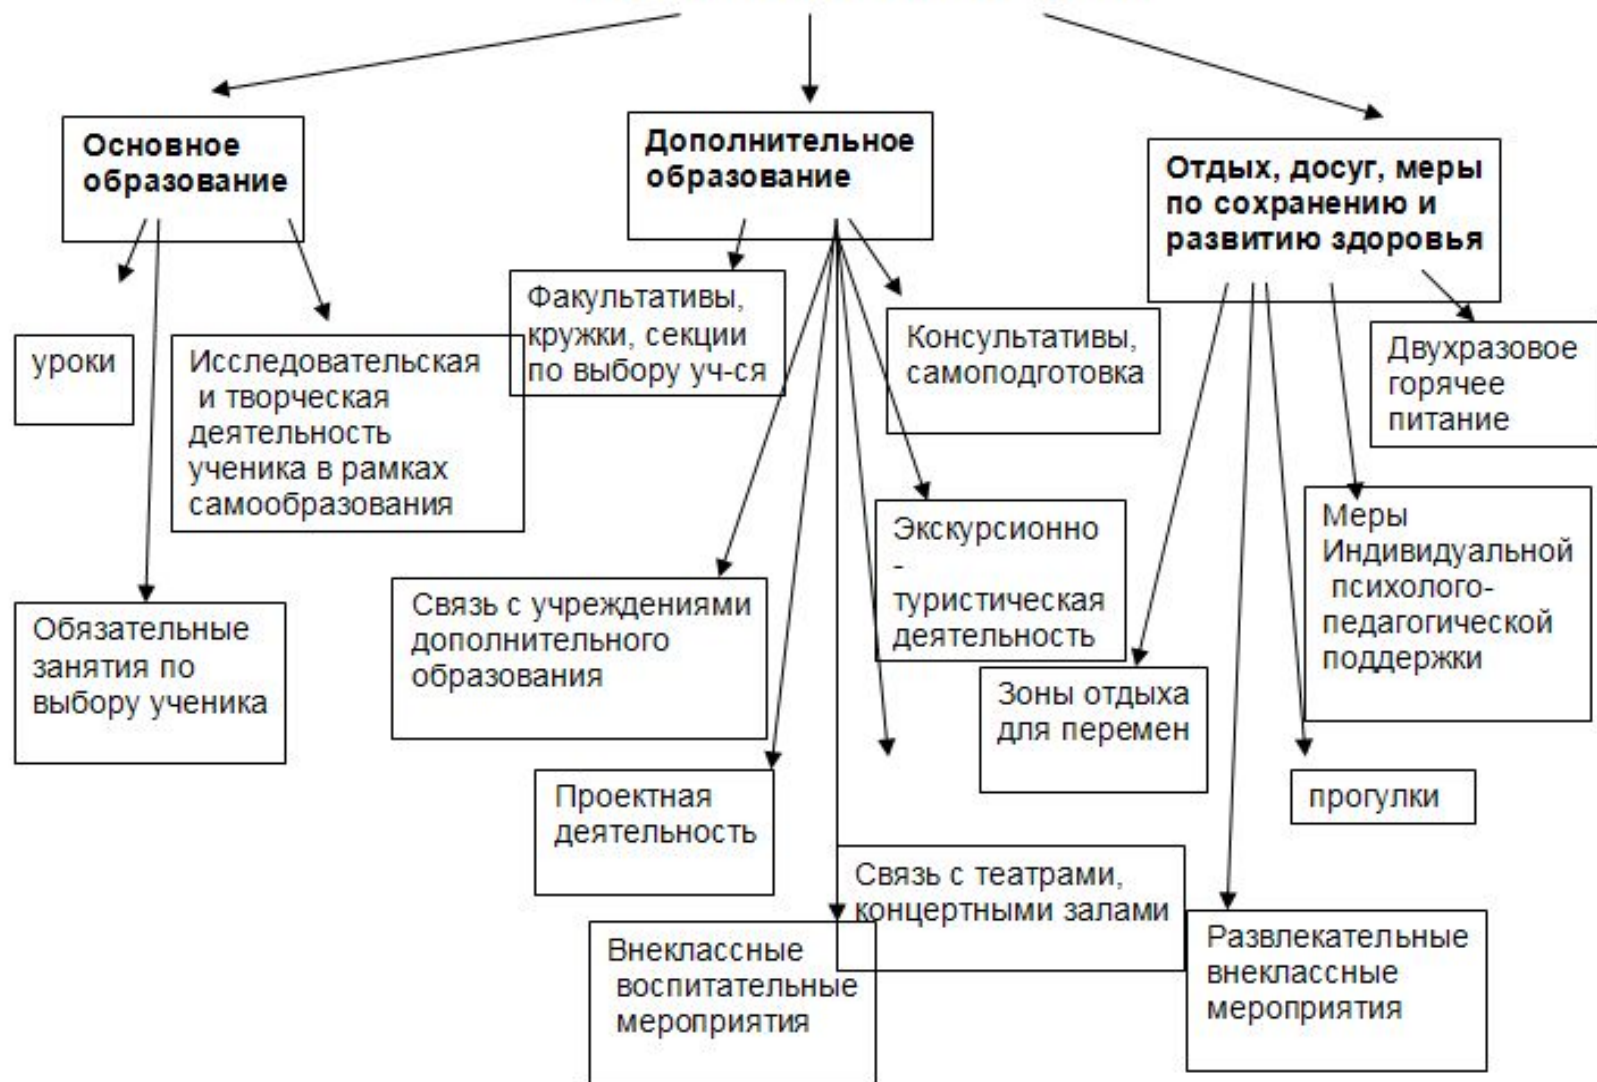 Основное
образование
Дополнительное
образование
Отдых, досуг, меры
по сохранению и
развитию здоровья
уроки
Исследовательская
и творческая
деятельность
ученика в рамках
самообразования
Обязательные
занятия по
выбору ученика
Факультативы,
кружки, секции
по выбору уч-ся
Консультативы,
самоподготовка
Связь с учреждениями
дополнительного
образования
Экскурсионно
-
туристическая
деятельность
Проектная
деятельность
Связь с театрами,
концертными залами
Внеклассные
воспитательные
мероприятия
Двухразовое
горячее
питание
Меры
Индивидуальной
психолого-
педагогической
поддержки
Зоны отдыха
для перемен
прогулки
Развлекательные
внеклассные
мероприятия